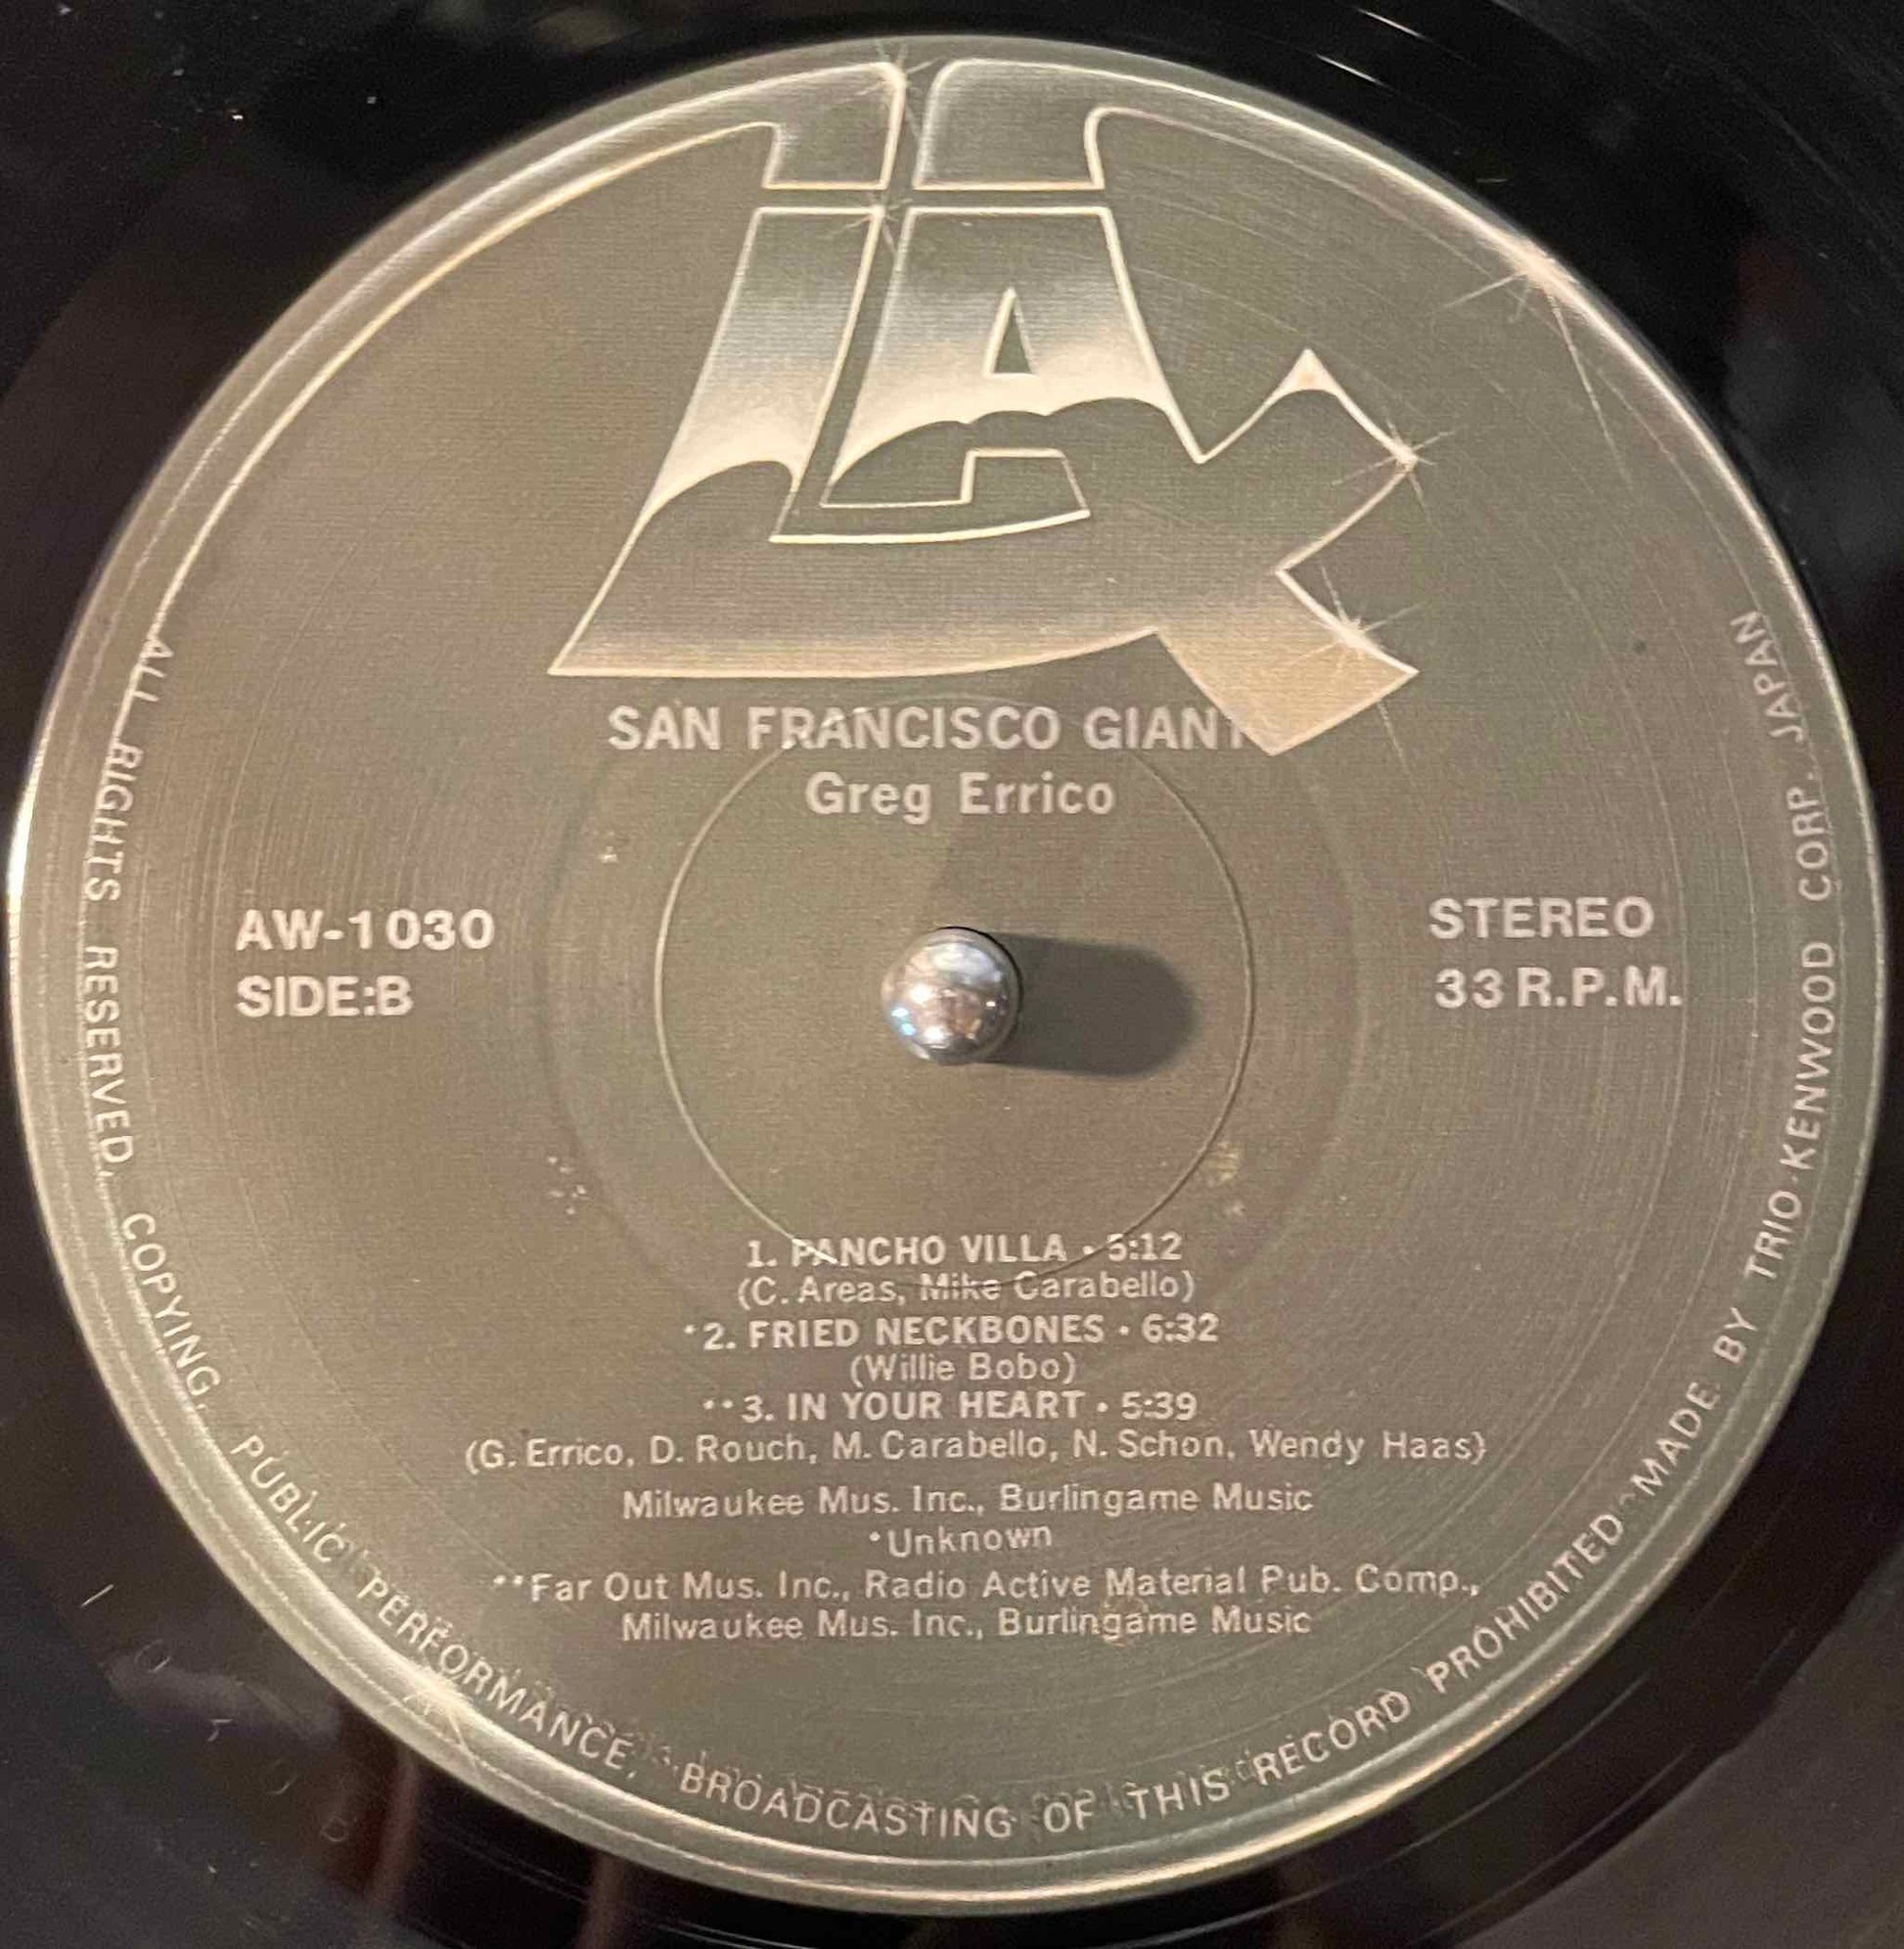 LAX
SAN FRANCISCO GIANT
Greg Errico
AW-1030
SIDE:B
STEREO
33 R.P.M.
1. PANCHO VILLA • 5:12
(C. Areas, Mike Carabello)
*2. FRIED NECKBONES • 6:32
(Willie Bobo)
**3. IN YOUR HEART • 5:39
(G. Errico, D. Rouch, M. Carabello, N. Schon, Wendy Haas)
Milwaukee Mus. Inc., Burlingame Music
*Unknown
**Far Out Mus. Inc., Radio Active Material Pub. Comp.,
Milwaukee Mus. Inc., Burlingame Music
ALL RIGHTS RESERVED. COPYING, PUBLIC PERFORMANCE, BROADCASTING OF THIS RECORD PROHIBITED-MADE BY TRIO-KENWOOD CORP. JAPAN